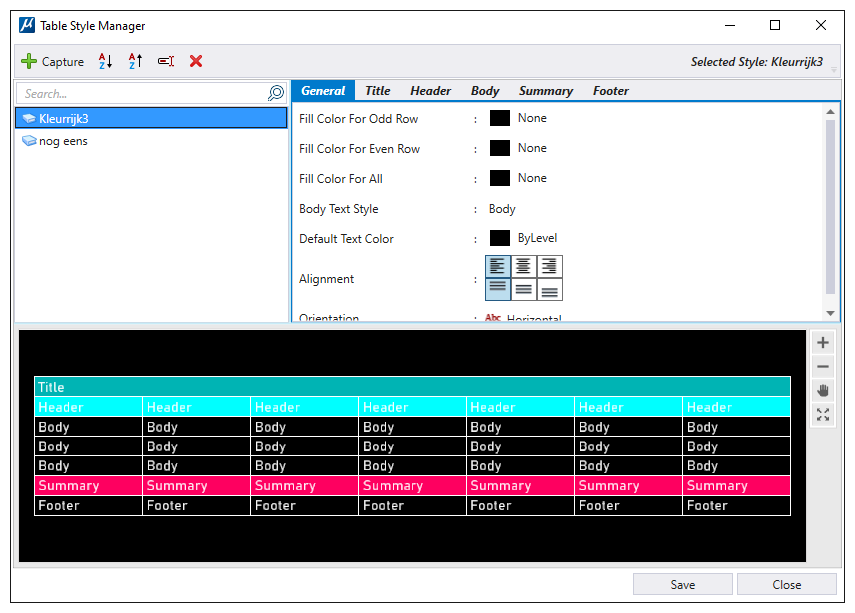 Table Style Manager
Capture
Selected Style: Kleurrijk3
Search...
Kleurrijk3
nog eens
General Title Header Body Summary Footer
Fill Color For Odd Row : None
Fill Color For Even Row : None
Fill Color For All : None
Body Text Style : Body
Default Text Color : ByLevel
Alignment :
Orientation : Abc Horizontal
Title
Header Header Header Header Header Header Header
Body Body Body Body Body Body Body
Body Body Body Body Body Body Body
Body Body Body Body Body Body Body
Summary Summary Summary Summary Summary Summary Summary
Footer Footer Footer Footer Footer Footer Footer
Save Close